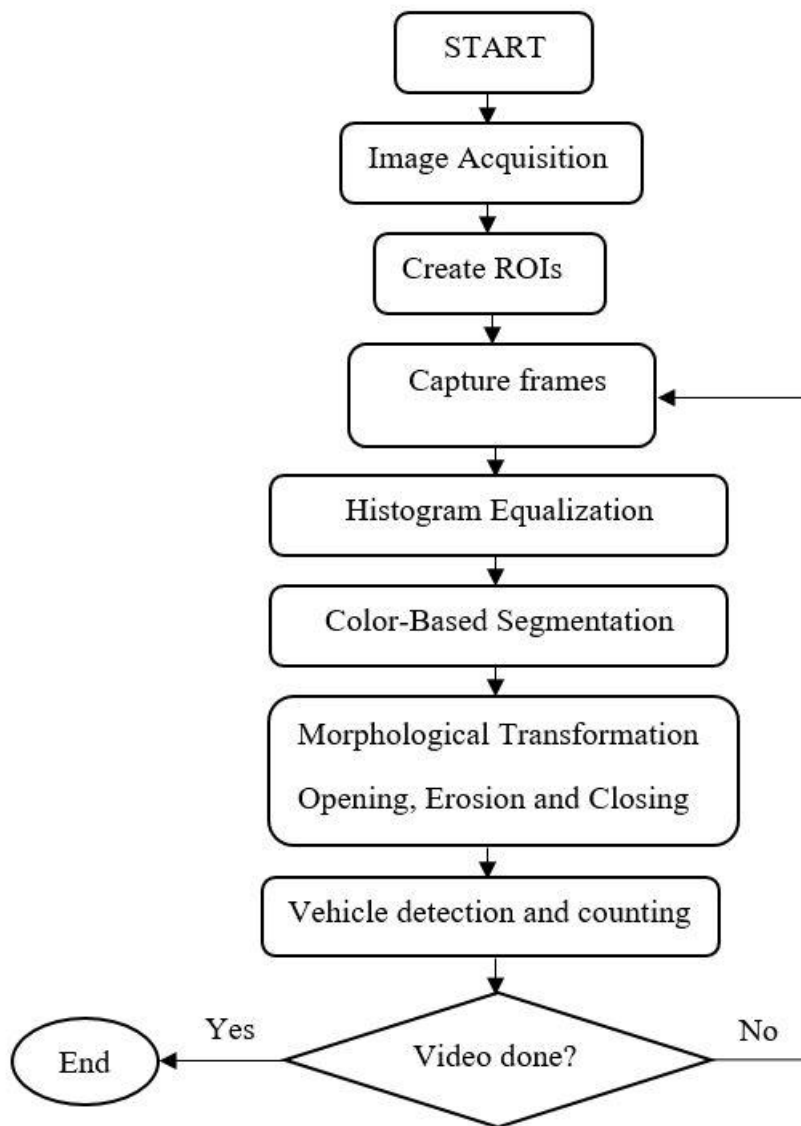 START
Image Acquisition
Create ROIs
Capture frames
Histogram Equalization
Color-Based Segmentation
Morphological Transformation
Opening, Erosion and Closing
Vehicle detection and counting
Yes
No
End
Video done?